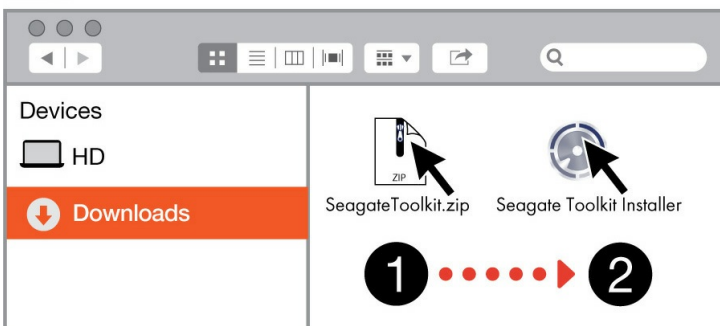 Devices
HD
Downloads
ZIP
SeagateToolkit.zip
Seagate Toolkit Installer
1
2